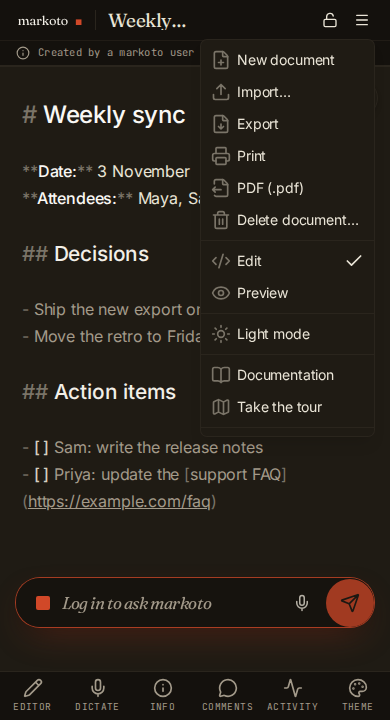 markoto
Weekly...
Created by a markoto user
New document
Import...
Export
Print
PDF (.pdf)
Delete document...
Edit
Preview
Light mode
Documentation
Take the tour
# Weekly sync
**Date:** 3 November
**Attendees:** Maya,
## Decisions
- Ship the new export
- Move the retro to
## Action items
- [ ] Sam: write the release notes
- [ ] Priya: update the [support FAQ]
(https://example.com/faq)
Log in to ask markoto
EDITOR
DICTATE
INFO
COMMENTS
ACTIVITY
THEME